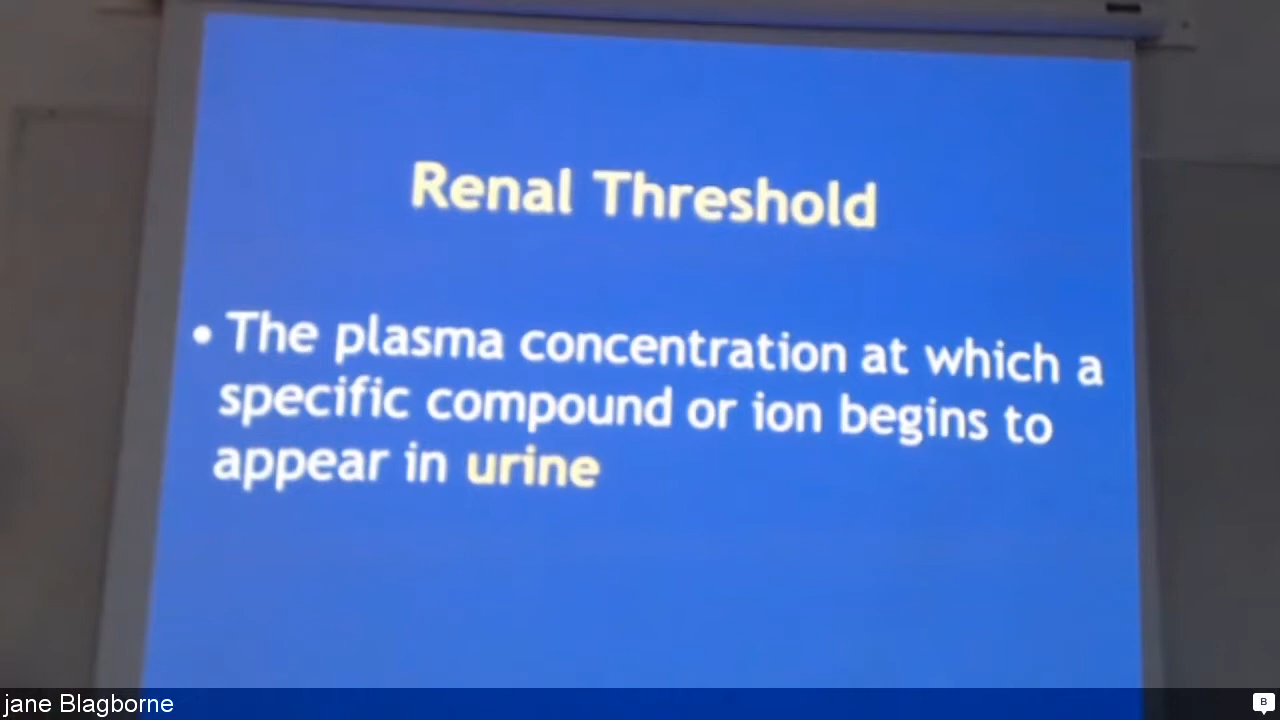 Renal Threshold
• The plasma concentration at which a
specific compound or ion begins to
appear in urine
jane Blagborne
B